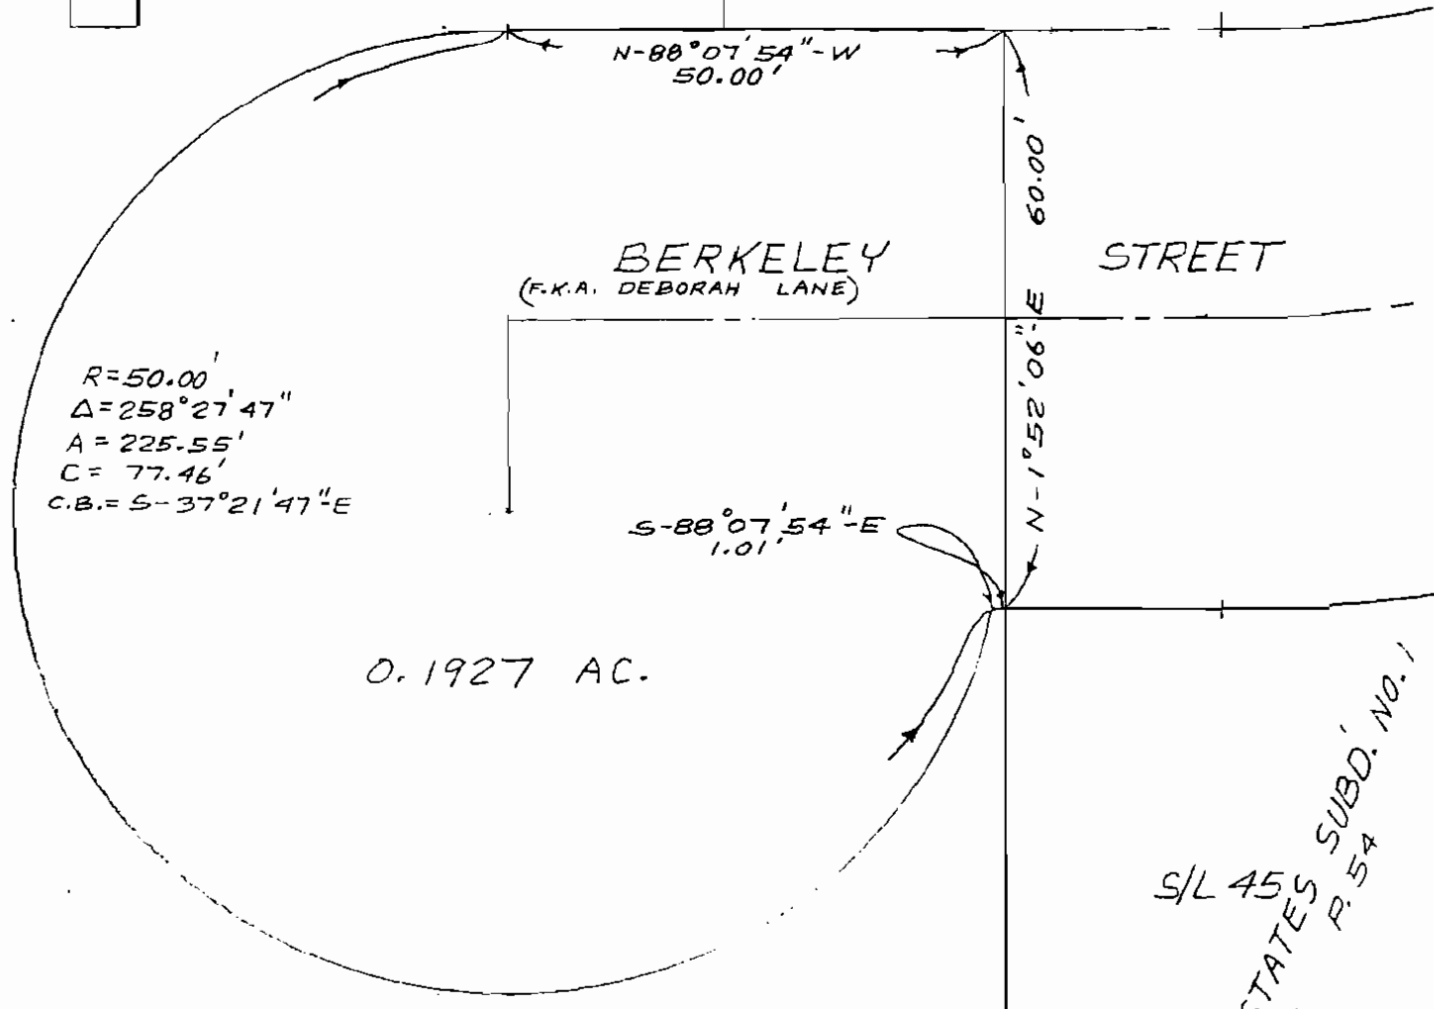 N-88°07'54"-W
50.00'
60.00'
N-1°52'06"-E
BERKELEY STREET
(F.K.A. DEBORAH LANE)
R=50.00'
Δ=258°27'47"
A = 225.55'
C = 77.46'
C.B.= S-37°21'47"-E
S-88°07'54"-E
1.01'
0.1927 AC.
S/L 45
STATES SUBD. NO. 1
P. 54